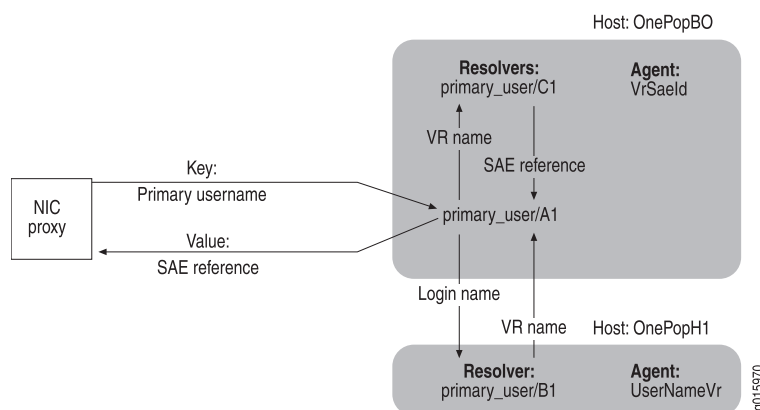 Host: OnePopBO
Resolvers:
primary_user/C1
Agent:
VrSaeId
VR name
SAE reference
Key:
Primary username
NIC
proxy
primary_user/A1
Value:
SAE reference
Login name
VR name
Host: OnePopH1
Resolver:
primary_user/B1
Agent:
UserNameVr
g015970